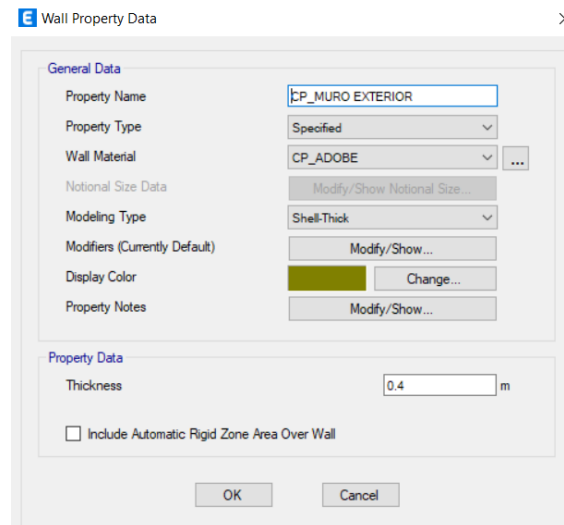 E Wall Property Data
General Data
Property Name CP_MURO EXTERIOR
Property Type Specified
Wall Material CP_ADOBE ...
Notional Size Data Modify/Show Notional Size...
Modeling Type Shell-Thick
Modifiers (Currently Default) Modify/Show...
Display Color Change...
Property Notes Modify/Show...
Property Data
Thickness 0.4 m
Include Automatic Rigid Zone Area Over Wall
OK Cancel